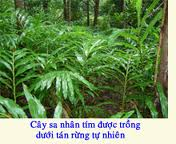 Cây sa nhân tím được trồng
dưới tán rừng tự nhiên